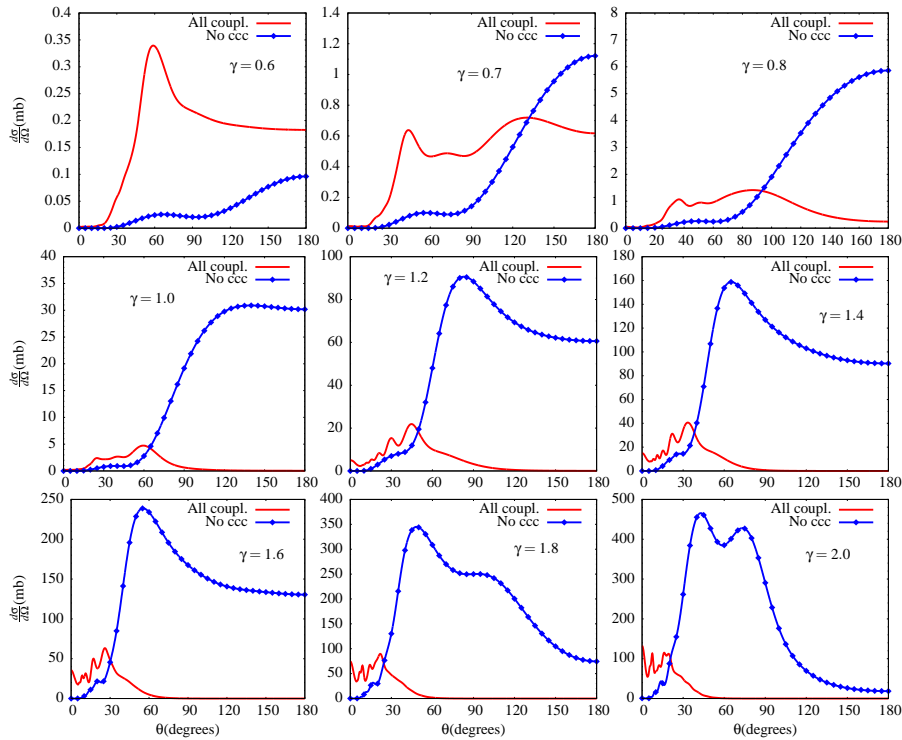 All coupl.
No ccc
γ = 0.6
dσ/dΩ (mb)
0.4
0.35
0.3
0.25
0.2
0.15
0.1
0.05
0
0 30 60 90 120 150 180
All coupl.
No ccc
γ = 0.7
1.4
1.2
1
0.8
0.6
0.4
0.2
0
0 30 60 90 120 150 180
All coupl.
No ccc
γ = 0.8
8
7
6
5
4
3
2
1
0
0 20 40 60 80 100 120 140 160 180
All coupl.
No ccc
γ = 1.0
dσ/dΩ (mb)
40
35
30
25
20
15
10
5
0
0 30 60 90 120 150 180
All coupl.
No ccc
γ = 1.2
100
80
60
40
20
0
0 30 60 90 120 150 180
All coupl.
No ccc
γ = 1.4
180
160
140
120
100
80
60
40
20
0
0 30 60 90 120 150 180
All coupl.
No ccc
γ = 1.6
dσ/dΩ (mb)
250
200
150
100
50
0
0 30 60 90 120 150 180
θ(degrees)
All coupl.
No ccc
γ = 1.8
400
350
300
250
200
150
100
50
0
0 30 60 90 120 150 180
θ(degrees)
All coupl.
No ccc
γ = 2.0
500
400
300
200
100
0
0 30 60 90 120 150 180
θ(degrees)